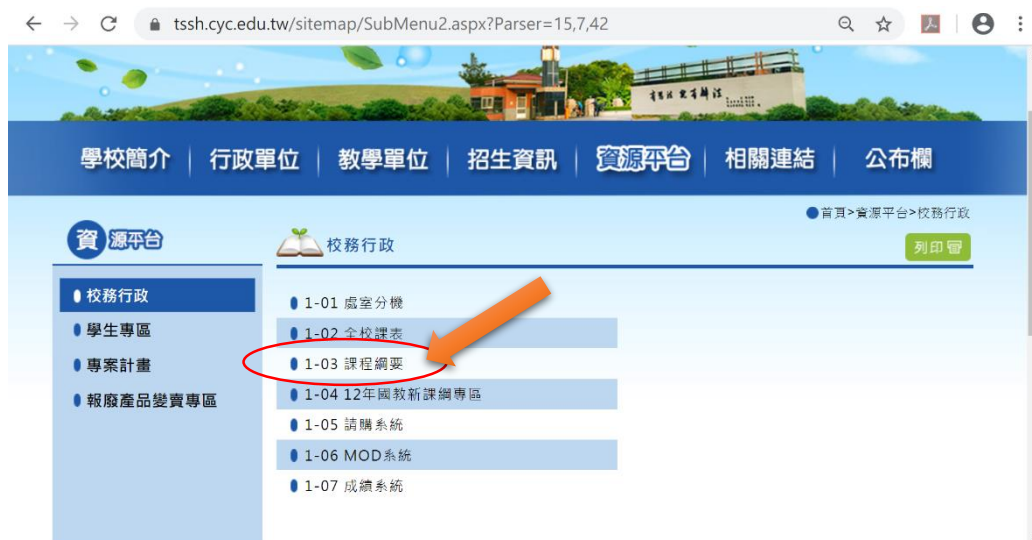 tssh.cyc.edu.tw/sitemap/SubMenu2.aspx?Parser=15,7,42
學校簡介 行政單位 教學單位 招生資訊 資源平台 相關連結 公布欄
首頁>資源平台>校務行政
資源平台
校務行政
列印
校務行政
學生專區
專案計畫
報廢產品變賣專區
1-01 處室分機
1-02 全校課表
1-03 課程綱要
1-04 12年國教新課綱專區
1-05 請購系統
1-06 MOD系統
1-07 成績系統